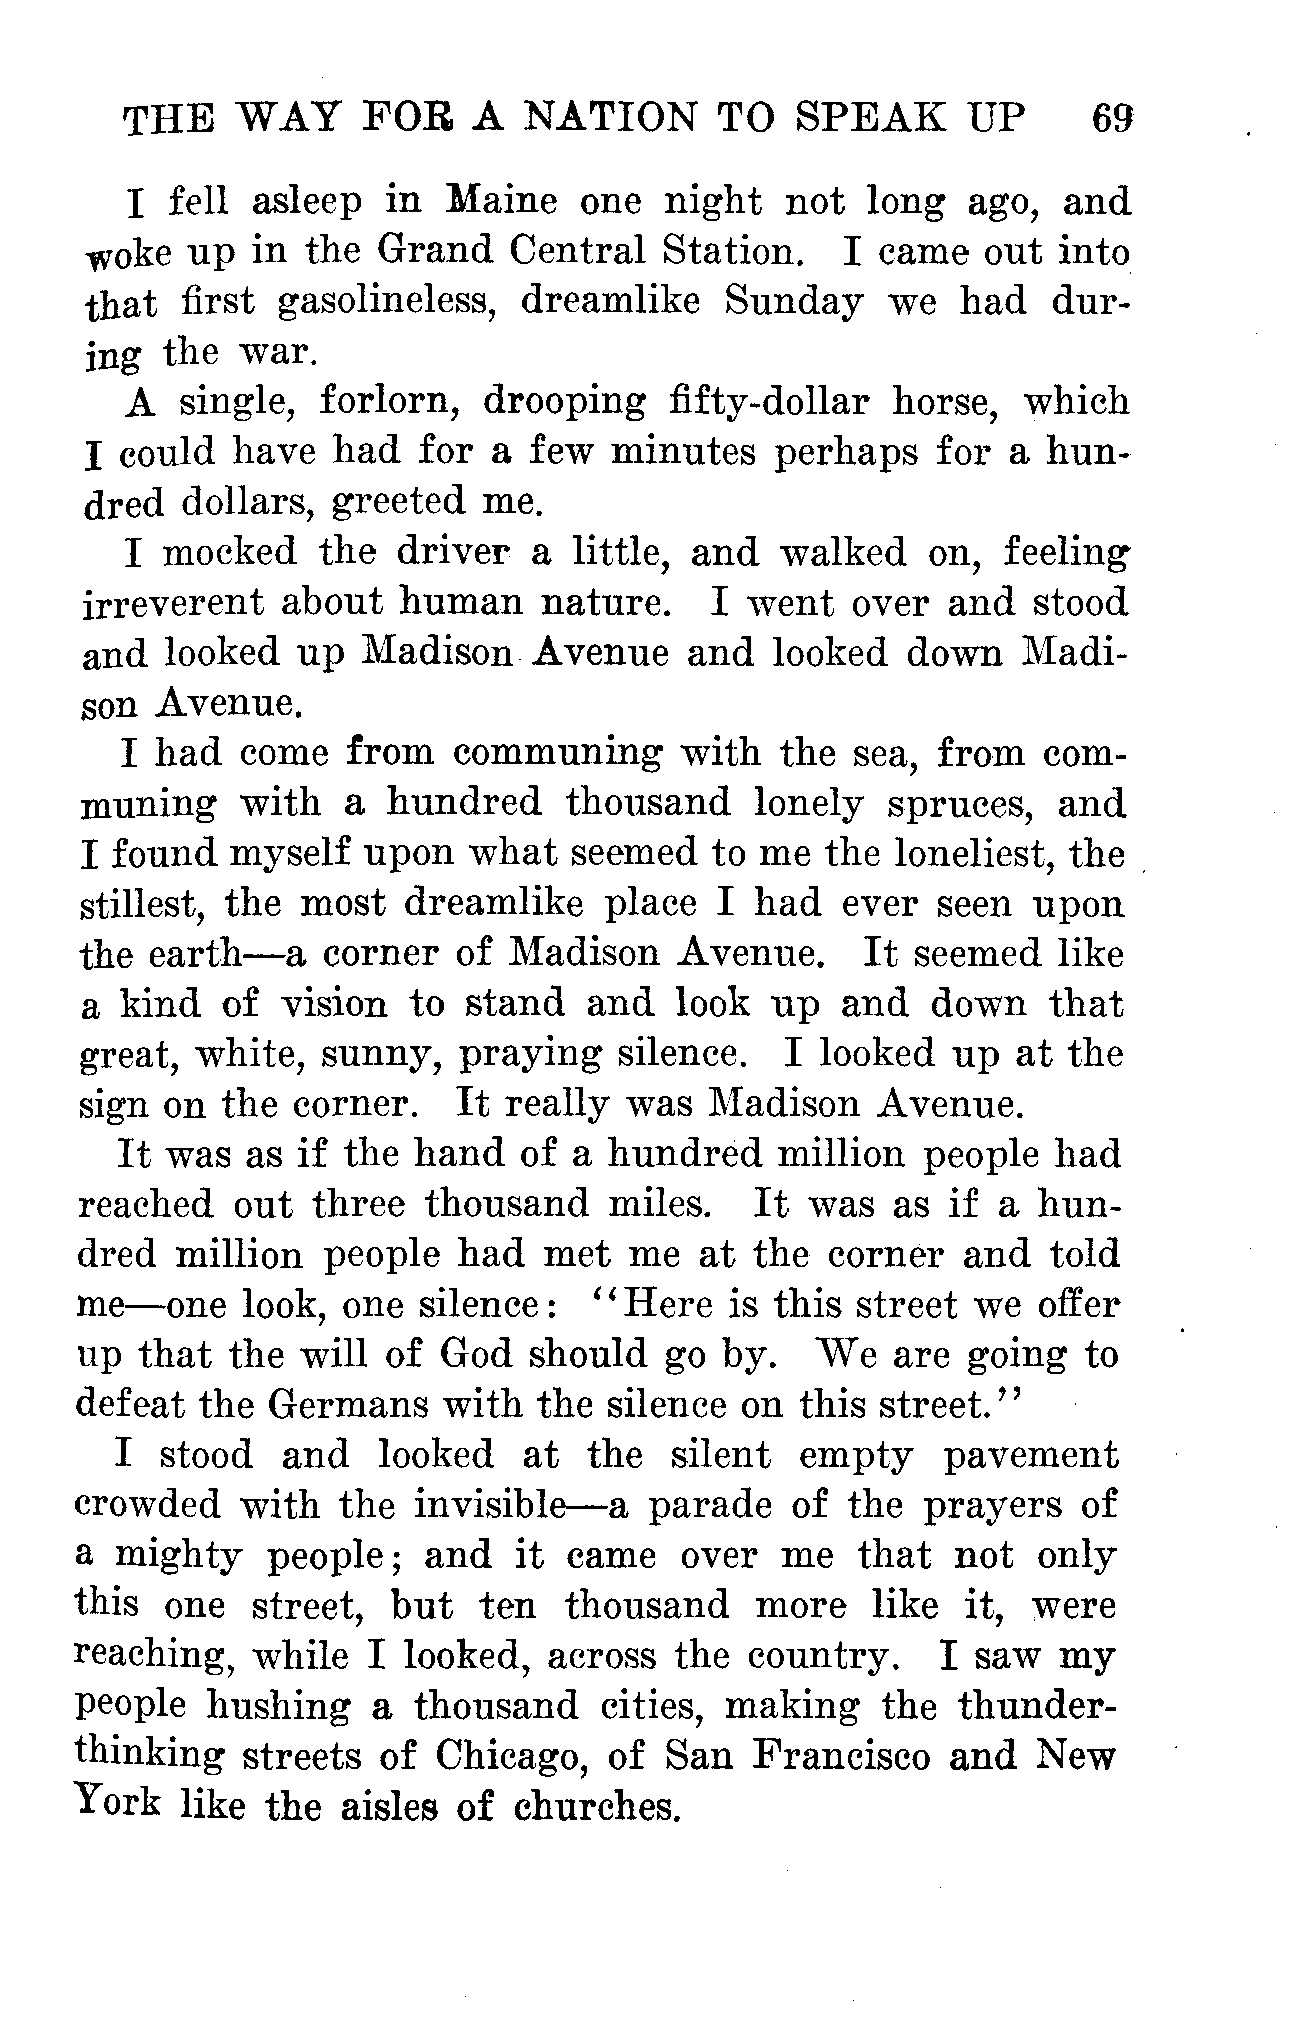 THE WAY FOR A NATION TO SPEAK UP 69
I fell asleep in Maine one night not long ago, and
woke up in the Grand Central Station. I came out into
that first gasolineless, dreamlike Sunday we had dur-
ing the war.
A single, forlorn, drooping fifty-dollar horse, which
I could have had for a few minutes perhaps for a hun-
dred dollars, greeted me.
I mocked the driver a little, and walked on, feeling
irreverent about human nature. I went over and stood
and looked up Madison Avenue and looked down Madi-
son Avenue.
I had come from communing with the sea, from com-
muning with a hundred thousand lonely spruces, and
I found myself upon what seemed to me the loneliest, the
stillest, the most dreamlike place I had ever seen upon
the earth—a corner of Madison Avenue. It seemed like
a kind of vision to stand and look up and down that
great, white, sunny, praying silence. I looked up at the
sign on the corner. It really was Madison Avenue.
It was as if the hand of a hundred million people had
reached out three thousand miles. It was as if a hun-
dred million people had met me at the corner and told
me—one look, one silence: "Here is this street we offer
up that the will of God should go by. We are going to
defeat the Germans with the silence on this street."
I stood and looked at the silent empty pavement
crowded with the invisible—a parade of the prayers of
a mighty people; and it came over me that not only
this one street, but ten thousand more like it, were
reaching, while I looked, across the country. I saw my
people hushing a thousand cities, making the thunder-
thinking streets of Chicago, of San Francisco and New
York like the aisles of churches.